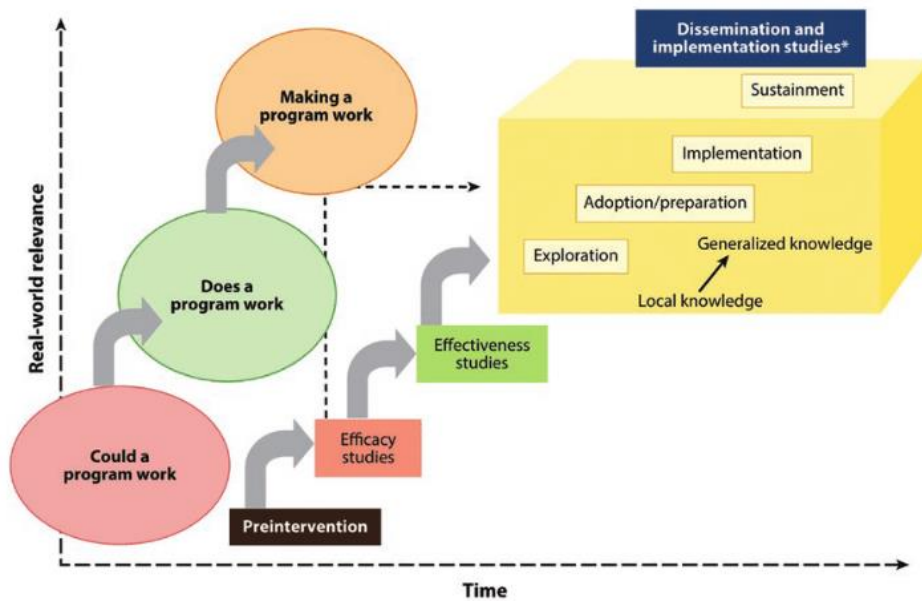 Dissemination and
implementation studies*
Sustainment
Making a
program work
Implementation
Adoption/preparation
Generalized knowledge
Exploration
Local knowledge
Does a
program work
Effectiveness
studies
Could a
program work
Efficacy
studies
Preintervention
Real-world relevance
Time